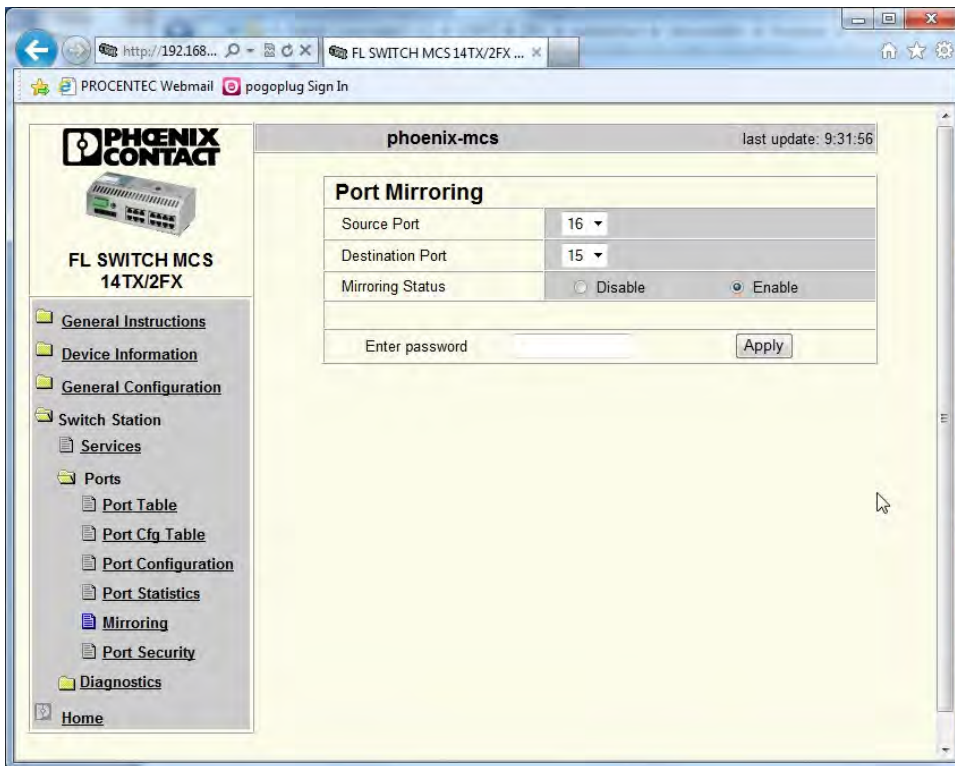 http://192.168...
FL SWITCH MCS 14TX/2FX ...
PROCENTEC Webmail pogoplug Sign In
PHŒNIX
CONTACT
phoenix-mcs
last update: 9:31:56
FL SWITCH MCS
14TX/2FX
Port Mirroring
Source Port 16
Destination Port 15
Mirroring Status Disable Enable
Enter password Apply
General Instructions
Device Information
General Configuration
Switch Station
Services
Ports
Port Table
Port Cfg Table
Port Configuration
Port Statistics
Mirroring
Port Security
Diagnostics
Home